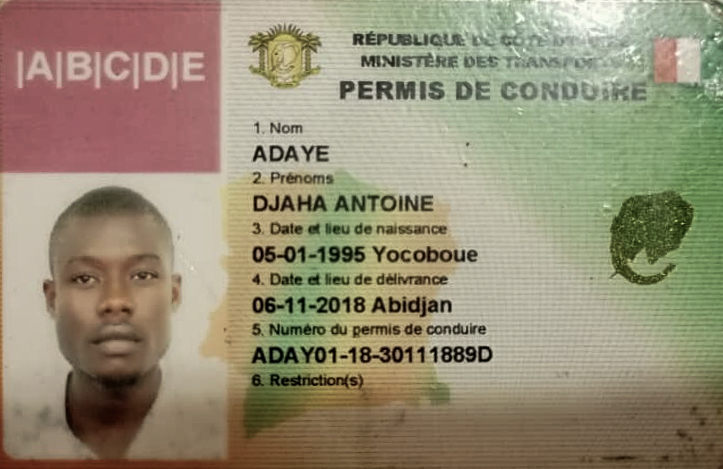 |A|B|C|D|E
RÉPUBLIQUE DE CÔTE D'IVOIRE
MINISTÈRE DES TRANSPORTS
PERMIS DE CONDUIRE
1. Nom
ADAYE
2. Prénoms
DJAHA ANTOINE
3. Date et lieu de naissance
05-01-1995 Yocoboue
4. Date et lieu de délivrance
06-11-2018 Abidjan
5. Numéro du permis de conduire
ADAY01-18-30111889D
6. Restriction(s)